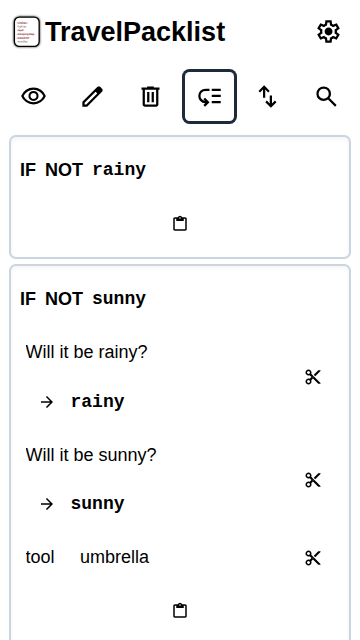 TravelPacklist
IF NOT rainy
IF NOT sunny
Will it be rainy?
→ rainy
Will it be sunny?
→ sunny
tool umbrella